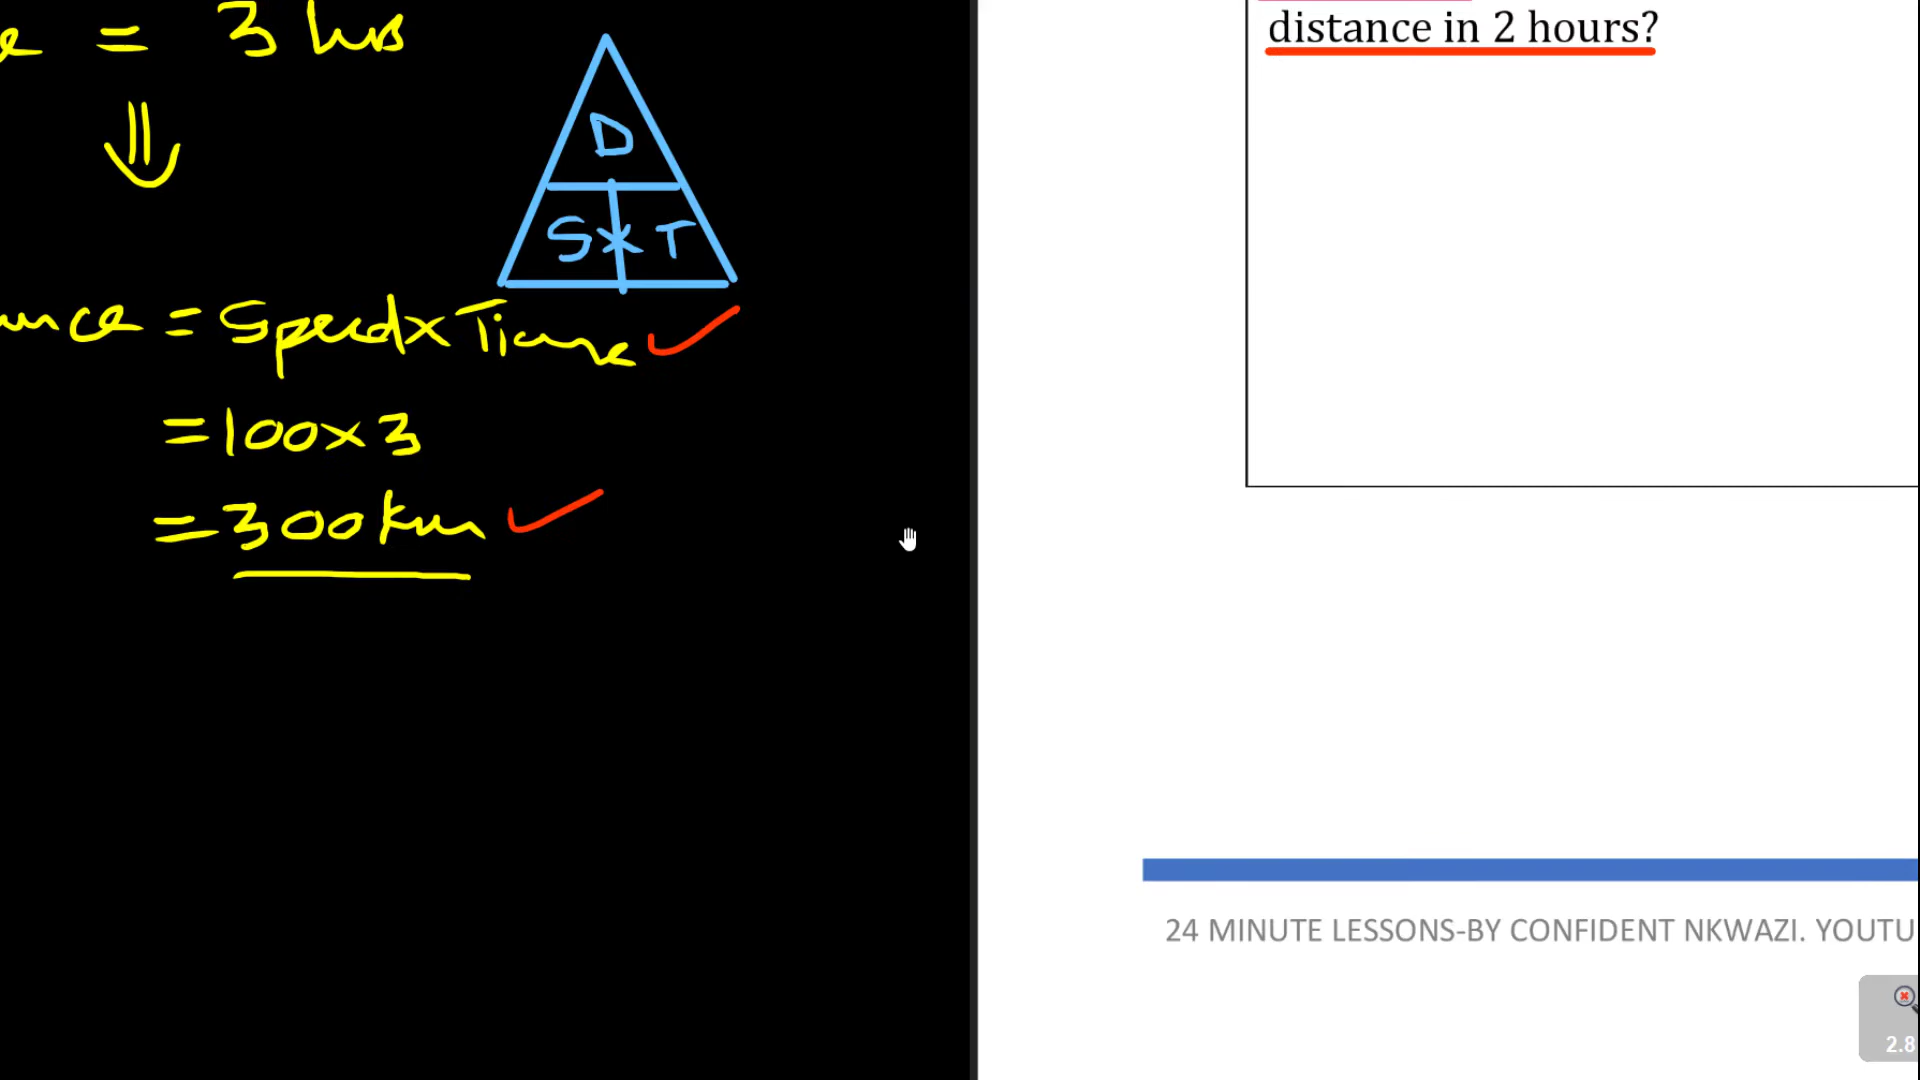 = 3 hrs
D
S * T
= Speed x Time
= 100 x 3
= 300 km
distance in 2 hours?
24 MINUTE LESSONS-BY CONFIDENT NKWAZI. YOUTU
2.8